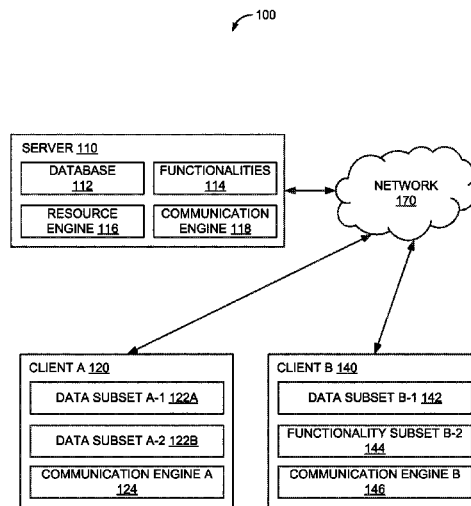 100
SERVER 110
DATABASE
112
FUNCTIONALITIES
114
RESOURCE
ENGINE 116
COMMUNICATION
ENGINE 118
NETWORK
170
CLIENT A 120
DATA SUBSET A-1 122A
DATA SUBSET A-2 122B
COMMUNICATION ENGINE A
124
CLIENT B 140
DATA SUBSET B-1 142
FUNCTIONALITY SUBSET B-2
144
COMMUNICATION ENGINE B
146